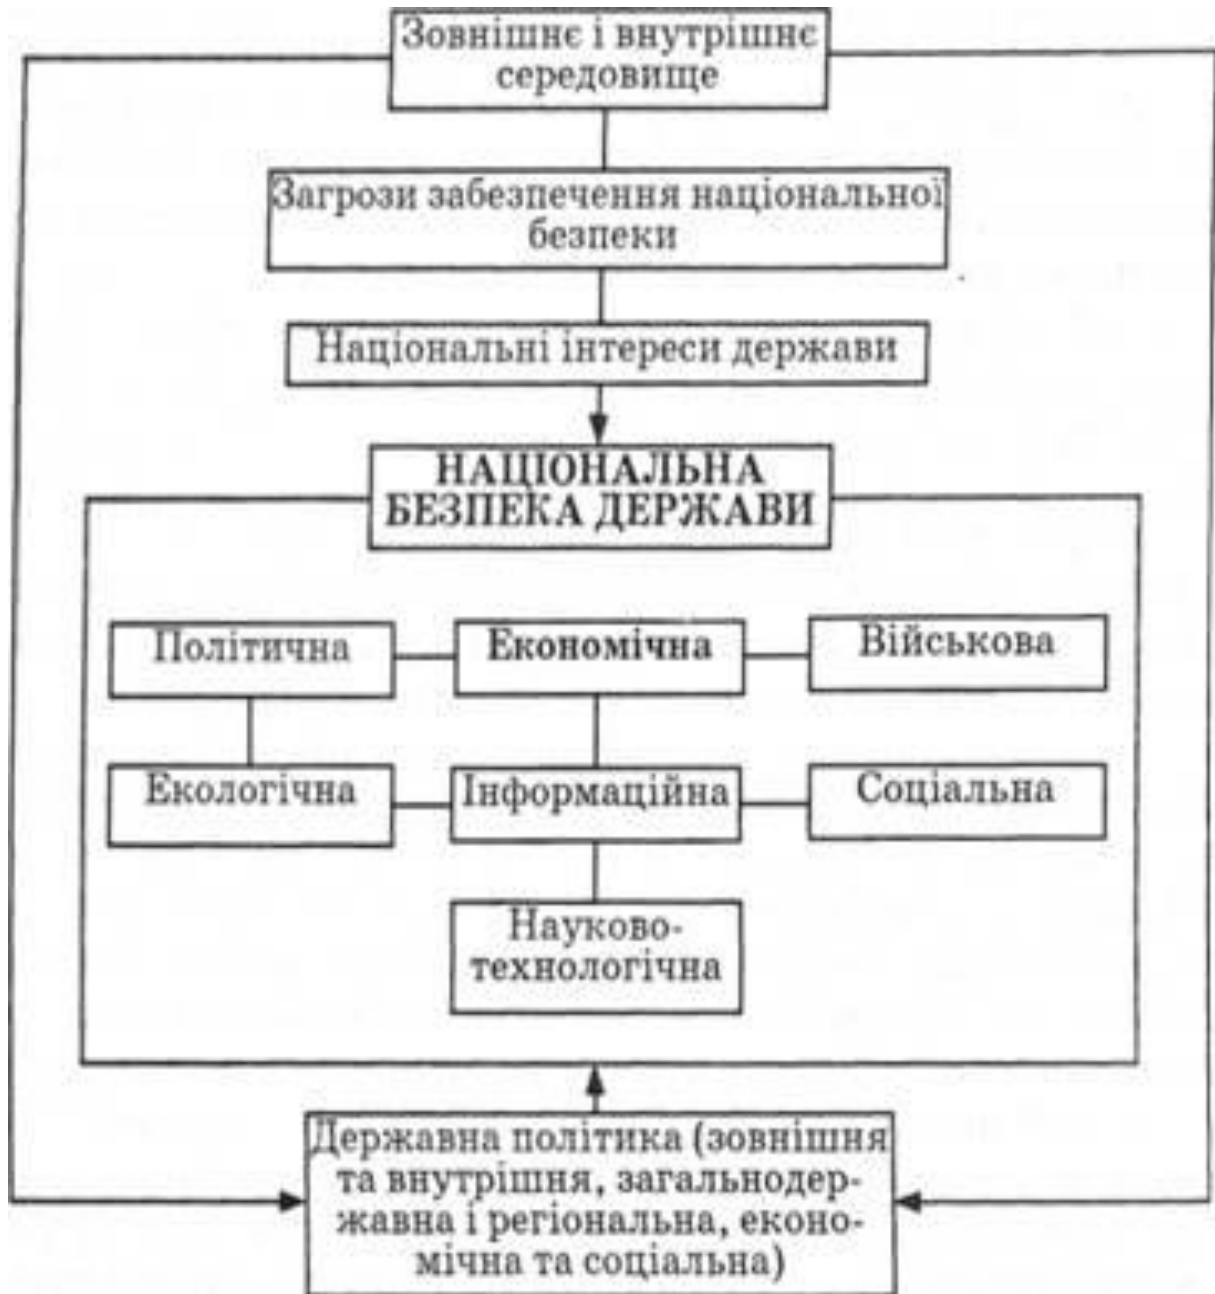 Зовнішнє і внутрішнє
середовище
Загрози забезпечення національної
безпеки
Національні інтереси держави
НАЦІОНАЛЬНА
БЕЗПЕКА ДЕРЖАВИ
Політична
Економічна
Військова
Екологічна
Інформаційна
Соціальна
Науково-
технологічна
Державна політика (зовнішня
та внутрішня, загальнодер-
жавна і регіональна, еконо-
мічна та соціальна)